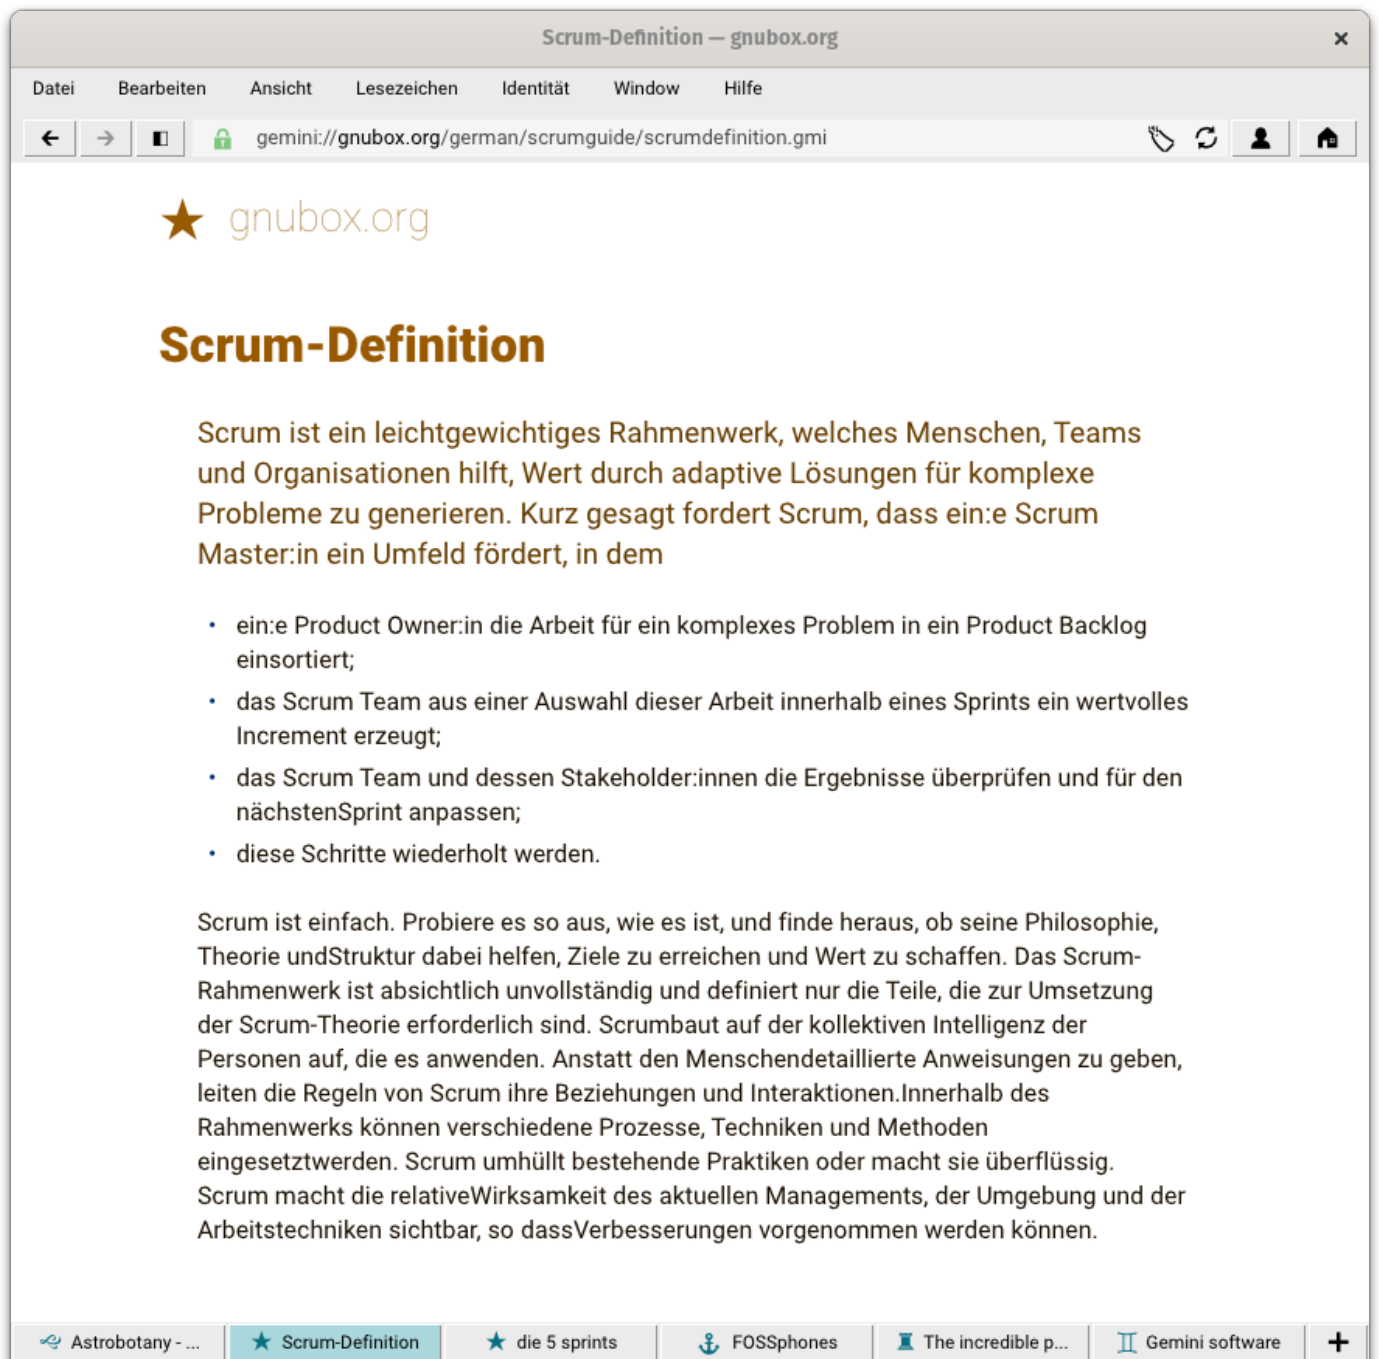 Scrum-Definition — gnubox.org
Datei Bearbeiten Ansicht Lesezeichen Identität Window Hilfe
gemini://gnubox.org/german/scrumguide/scrumdefinition.gmi
gnubox.org
Scrum-Definition
Scrum ist ein leichtgewichtiges Rahmenwerk, welches Menschen, Teams
und Organisationen hilft, Wert durch adaptive Lösungen für komplexe
Probleme zu generieren. Kurz gesagt fordert Scrum, dass ein:e Scrum
Master:in ein Umfeld fördert, in dem
• ein:e Product Owner:in die Arbeit für ein komplexes Problem in ein Product Backlog
einsortiert;
• das Scrum Team aus einer Auswahl dieser Arbeit innerhalb eines Sprints ein wertvolles
Increment erzeugt;
• das Scrum Team und dessen Stakeholder:innen die Ergebnisse überprüfen und für den
nächstenSprint anpassen;
• diese Schritte wiederholt werden.
Scrum ist einfach. Probiere es so aus, wie es ist, und finde heraus, ob seine Philosophie,
Theorie undStruktur dabei helfen, Ziele zu erreichen und Wert zu schaffen. Das Scrum-
Rahmenwerk ist absichtlich unvollständig und definiert nur die Teile, die zur Umsetzung
der Scrum-Theorie erforderlich sind. Scrumbaut auf der kollektiven Intelligenz der
Personen auf, die es anwenden. Anstatt den Menschendetaillierte Anweisungen zu geben,
leiten die Regeln von Scrum ihre Beziehungen und Interaktionen.Innerhalb des
Rahmenwerks können verschiedene Prozesse, Techniken und Methoden
eingesetztwerden. Scrum umhüllt bestehende Praktiken oder macht sie überflüssig.
Scrum macht die relativeWirksamkeit des aktuellen Managements, der Umgebung und der
Arbeitstechniken sichtbar, so dassVerbesserungen vorgenommen werden können.
Astrobotany - ... Scrum-Definition die 5 sprints FOSSphones The incredible p... Gemini software